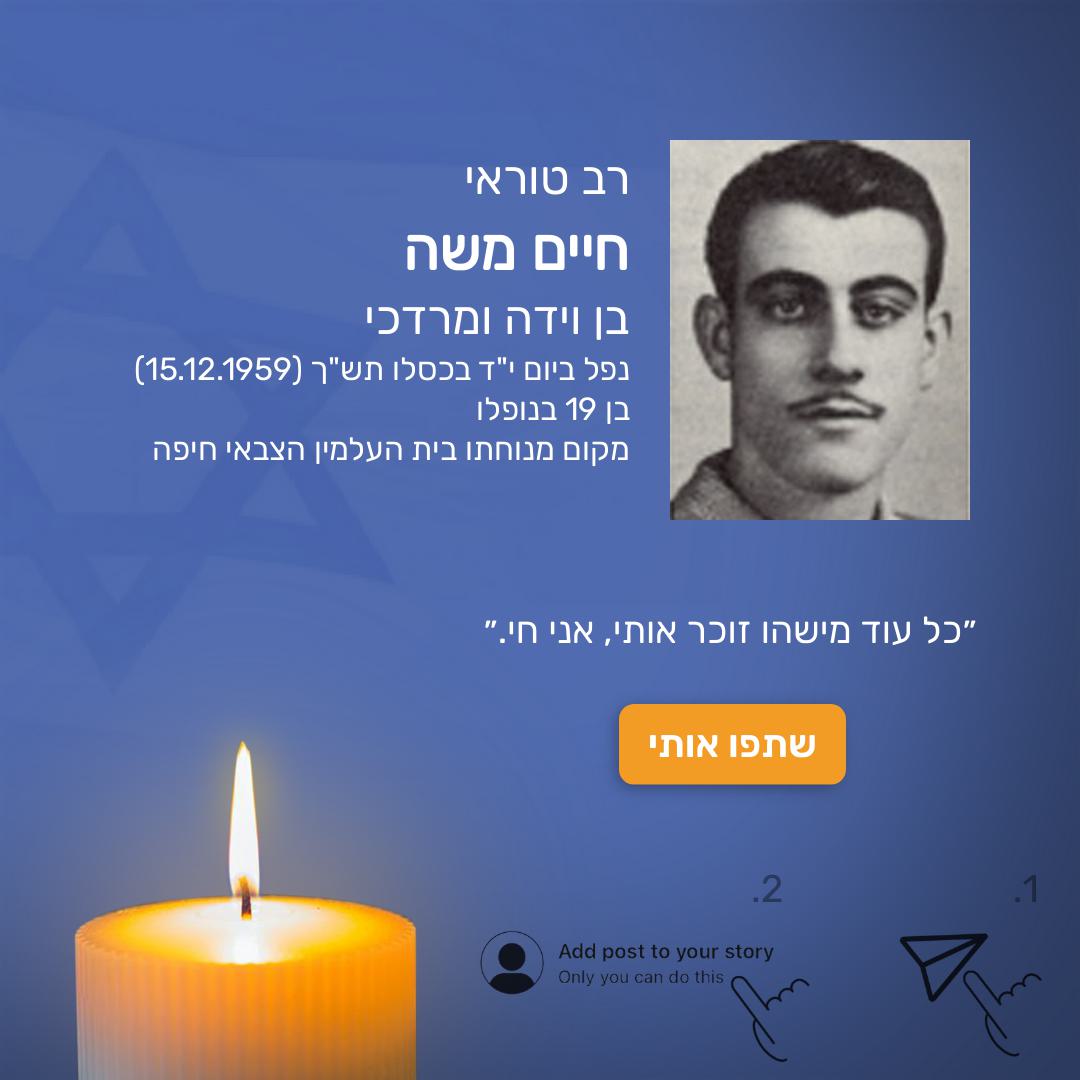 רב טוראי
חיים משה
בן וידה ומרדכי
נפל ביום י"ד בכסלו תש"ך (15.12.1959)
בן 19 בנופלו
מקום מנוחתו בית העלמין הצבאי חיפה
״כל עוד מישהו זוכר אותי, אני חי.״
שתפו אותי
.1
.2
Add post to your story
Only you can do this